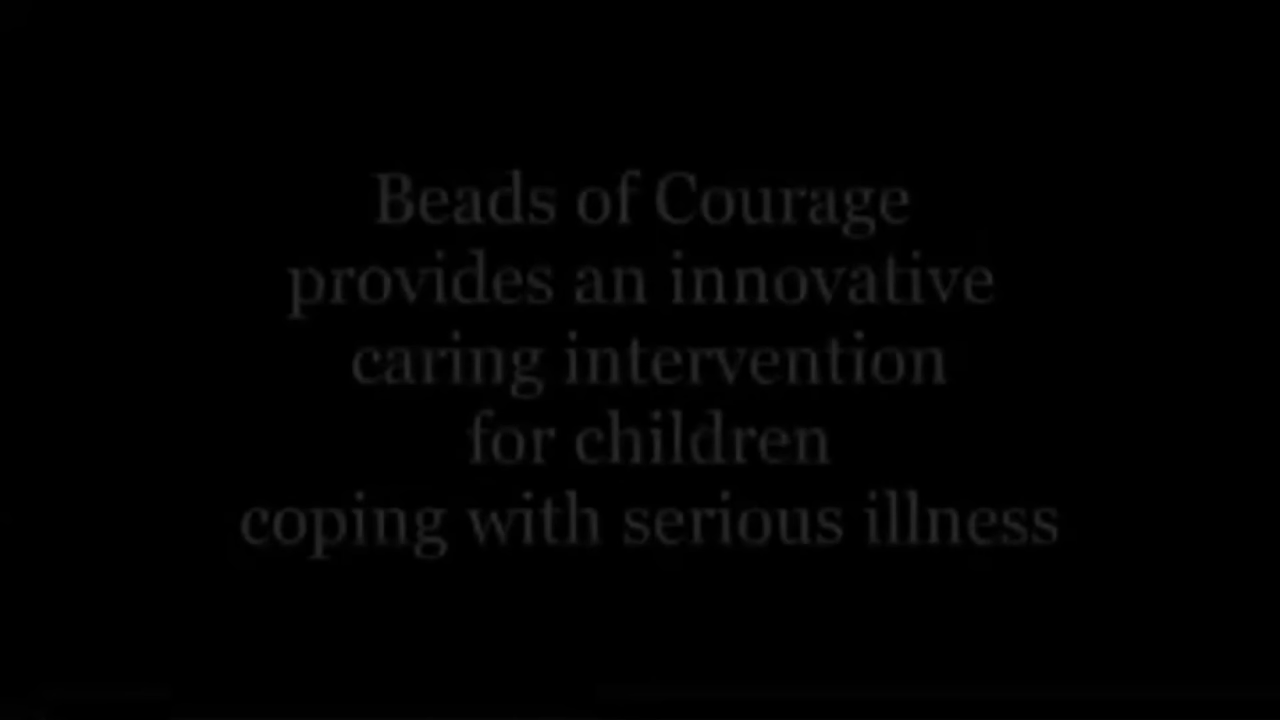 Beads of Courage
provides an innovative
caring intervention
for children
coping with serious illness